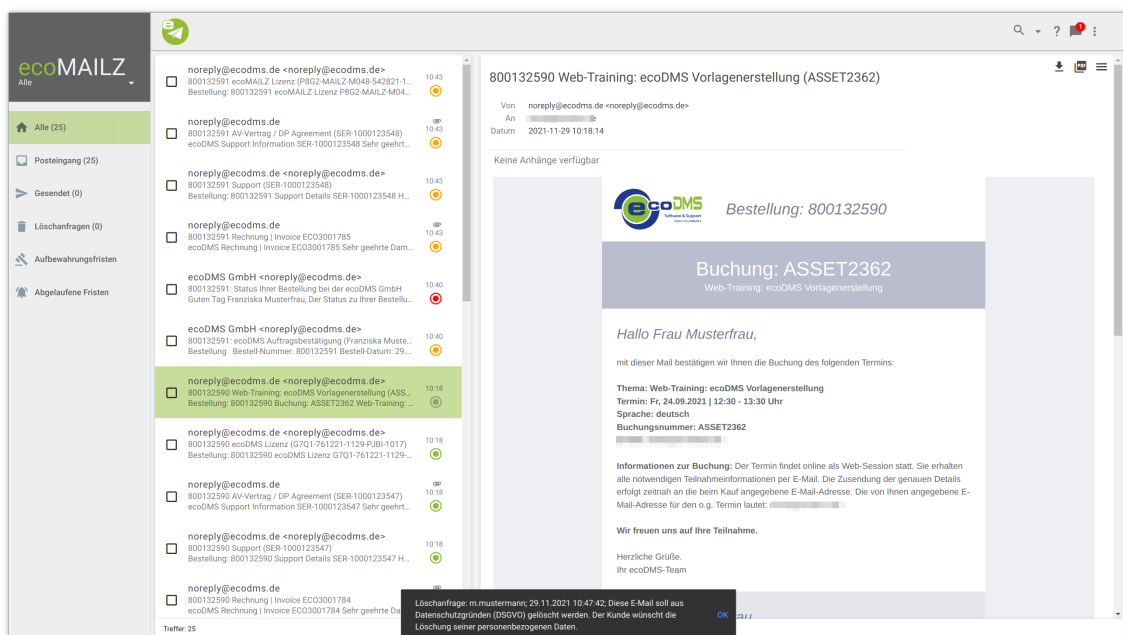 ecoMAILZ
Alle
Alle (25)
Posteingang (25)
Gesendet (0)
Löschanfragen (0)
Aufbewahrungsfristen
Abgelaufene Fristen
e
?
1
noreply@ecodms.de <noreply@ecodms.de>
800132591 ecoMAILZ Lizenz (P8G2-MAILZ-M048-542821-1...
10:43
Bestellung: 800132591 ecoMAILZ Lizenz P8G2-MAILZ-M04...
noreply@ecodms.de
800132591 AV-Vertrag / DP Agreement (SER-1000123548)
10:43
ecoDMS Support Information SER-1000123548 Sehr geehrt...
noreply@ecodms.de <noreply@ecodms.de>
800132591 Support (SER-1000123548)
10:43
Bestellung: 800132591 Support Details SER-1000123548 H...
noreply@ecodms.de
800132591 Rechnung | Invoice ECO3001785
10:43
ecoDMS Rechnung | Invoice ECO3001785 Sehr geehrte Dam...
ecoDMS GmbH <noreply@ecodms.de>
800132591: Status Ihrer Bestellung bei der ecoDMS GmbH
10:40
Guten Tag Franziska Musterfrau, Der Status zu Ihrer Bestellu...
ecoDMS GmbH <noreply@ecodms.de>
800132591: ecoDMS Auftragsbestätigung (Franziska Muste...
10:40
Bestellung Bestell-Nummer: 800132591 Bestell-Datum: 29...
noreply@ecodms.de <noreply@ecodms.de>
800132590 Web-Training: ecoDMS Vorlagenerstellung (ASS...
10:18
Bestellung: 800132590 Buchung: ASSET2362 Web-Training: ...
noreply@ecodms.de <noreply@ecodms.de>
800132590 ecoDMS Lizenz (G7Q1-761221-1129-PJBI-1017)
10:18
Bestellung: 800132590 ecoDMS Lizenz G7Q1-761221-1129-...
noreply@ecodms.de
800132590 AV-Vertrag / DP Agreement (SER-1000123547)
10:18
ecoDMS Support Information SER-1000123547 Sehr geehrt...
noreply@ecodms.de <noreply@ecodms.de>
800132590 Support (SER-1000123547)
10:18
Bestellung: 800132590 Support Details SER-1000123547 H...
noreply@ecodms.de
800132590 Rechnung | Invoice ECO3001784
ecoDMS Rechnung | Invoice ECO3001784 Sehr geehrte Da
Treffer: 25
800132590 Web-Training: ecoDMS Vorlagenerstellung (ASSET2362)
PDF
Von noreply@ecodms.de <noreply@ecodms.de>
An
Datum 2021-11-29 10:18:14
Keine Anhänge verfügbar
ecoDMS
Software & Support
Bestellung: 800132590
Buchung: ASSET2362
Web-Training: ecoDMS Vorlagenerstellung
Hallo Frau Musterfrau,
mit dieser Mail bestätigen wir Ihnen die Buchung des folgenden Termins:
Thema: Web-Training: ecoDMS Vorlagenerstellung
Termin: Fr, 24.09.2021 | 12:30 - 13:30 Uhr
Sprache: deutsch
Buchungsnummer: ASSET2362
Informationen zur Buchung: Der Termin findet online als Web-Session statt. Sie erhalten
alle notwendigen Teilnahmeinformationen per E-Mail. Die Zusendung der genauen Details
erfolgt zeitnah an die beim Kauf angegebene E-Mail-Adresse. Die von Ihnen angegebene E-
Mail-Adresse für den o.g. Termin lautet:
Wir freuen uns auf Ihre Teilnahme.
Herzliche Grüße.
Ihr ecoDMS-Team
Löschanfrage: m.mustermann; 29.11.2021 10:47:42; Diese E-Mail soll aus
Datenschutzgründen (DSGVO) gelöscht werden. Der Kunde wünscht die
Löschung seiner personenbezogenen Daten.
OK